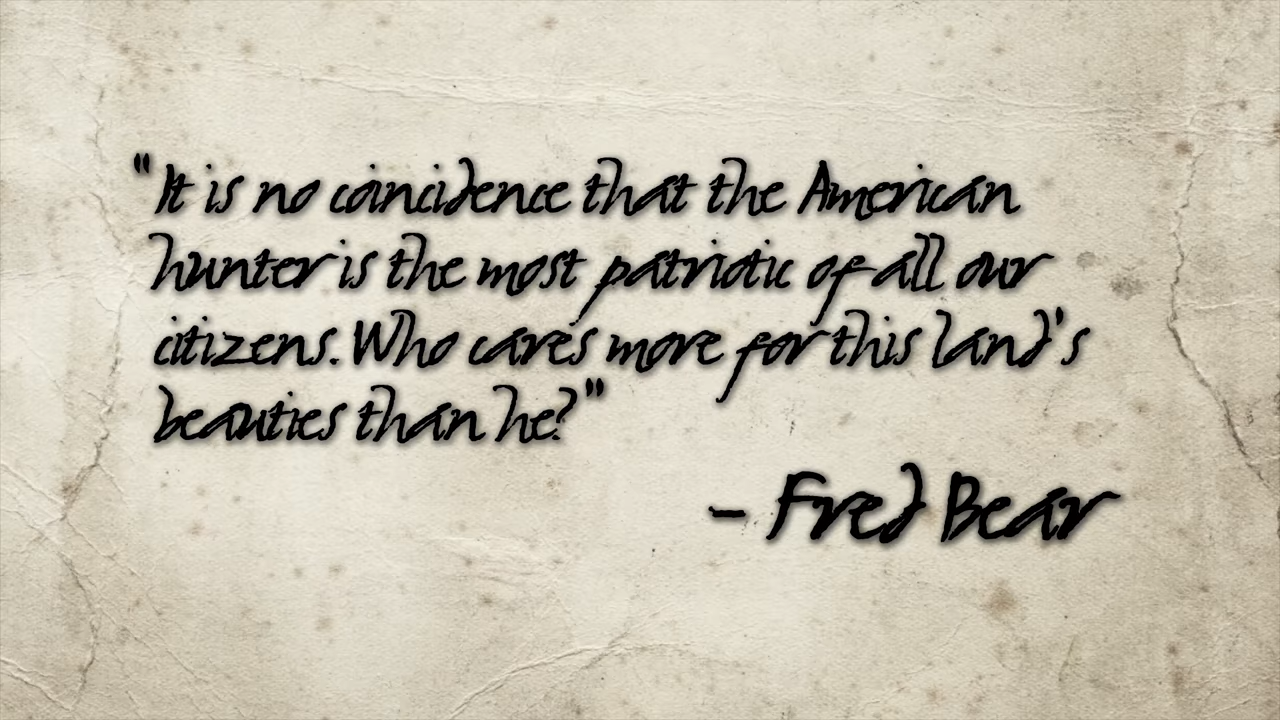 "It is no coincidence that the American
hunter is the most patriotic of all our
citizens. Who cares more for this land's
beauties than he?"
- Fred Bear